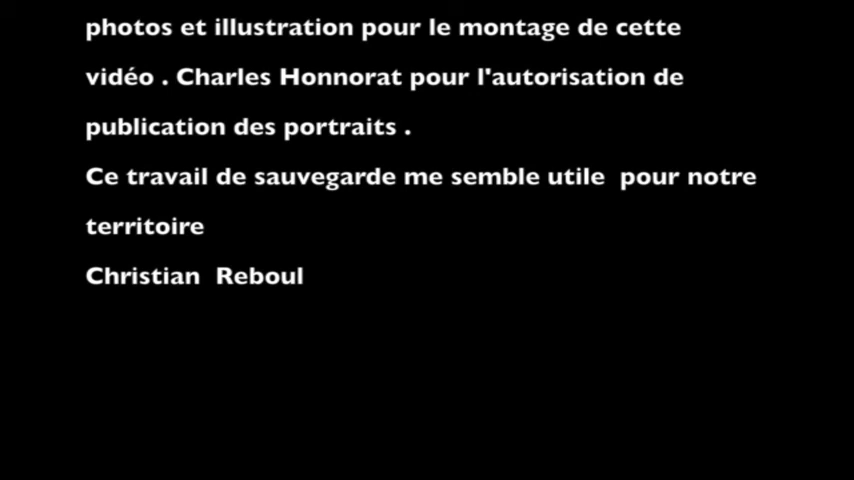 photos et illustration pour le montage de cette
vidéo . Charles Honnorat pour l'autorisation de
publication des portraits .
Ce travail de sauvegarde me semble utile  pour notre
territoire
Christian  Reboul